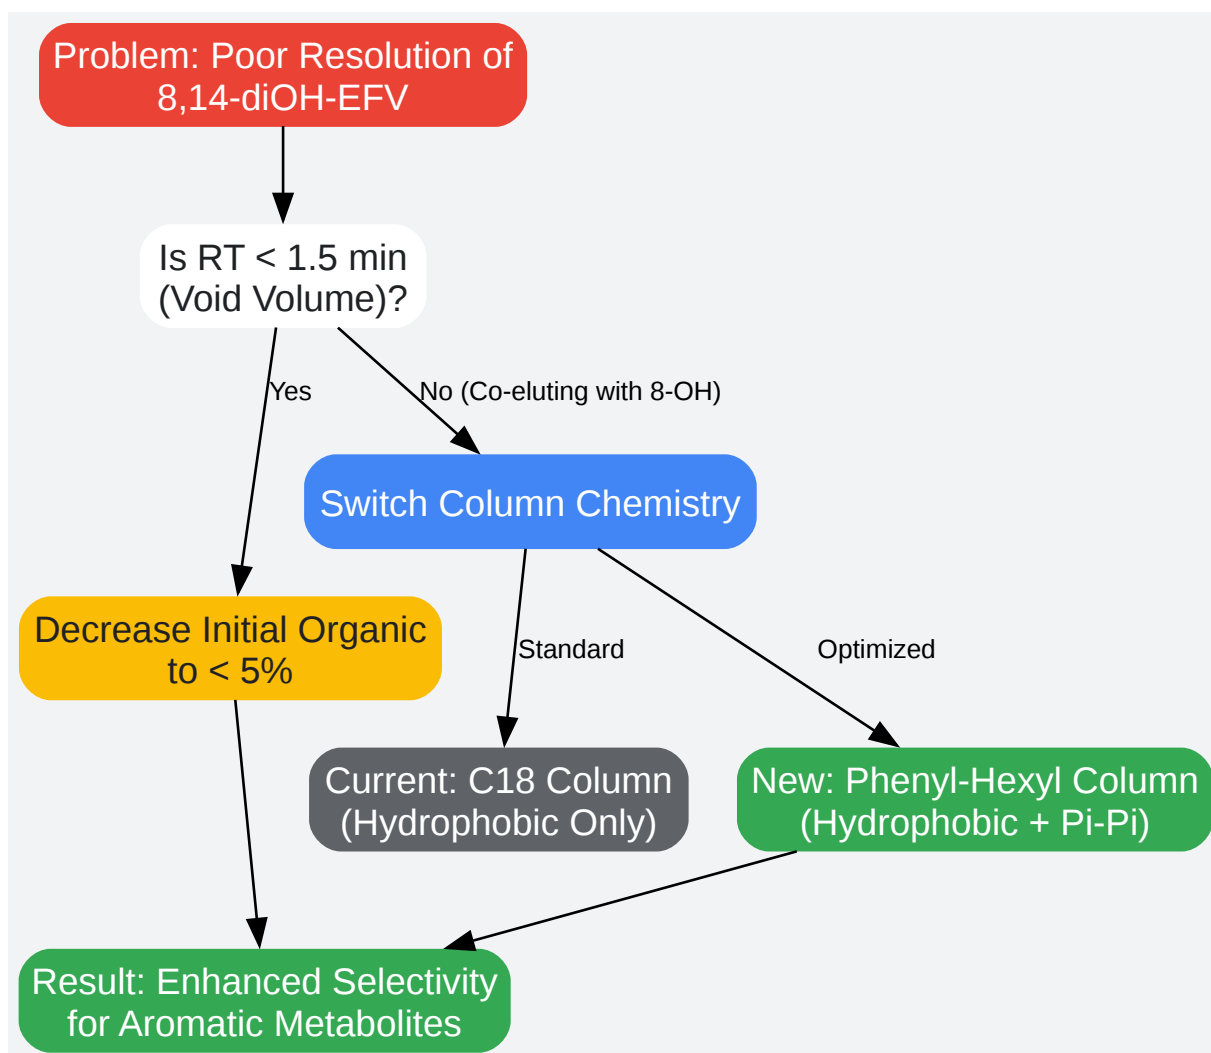 Problem: Poor Resolution of
8,14-diOH-EFV
Is RT < 1.5 min
(Void Volume)?
Yes
No (Co-eluting with 8-OH)
Switch Column Chemistry
Decrease Initial Organic
to < 5%
Standard
Optimized
Current: C18 Column
(Hydrophobic Only)
New: Phenyl-Hexyl Column
(Hydrophobic + Pi-Pi)
Result: Enhanced Selectivity
for Aromatic Metabolites